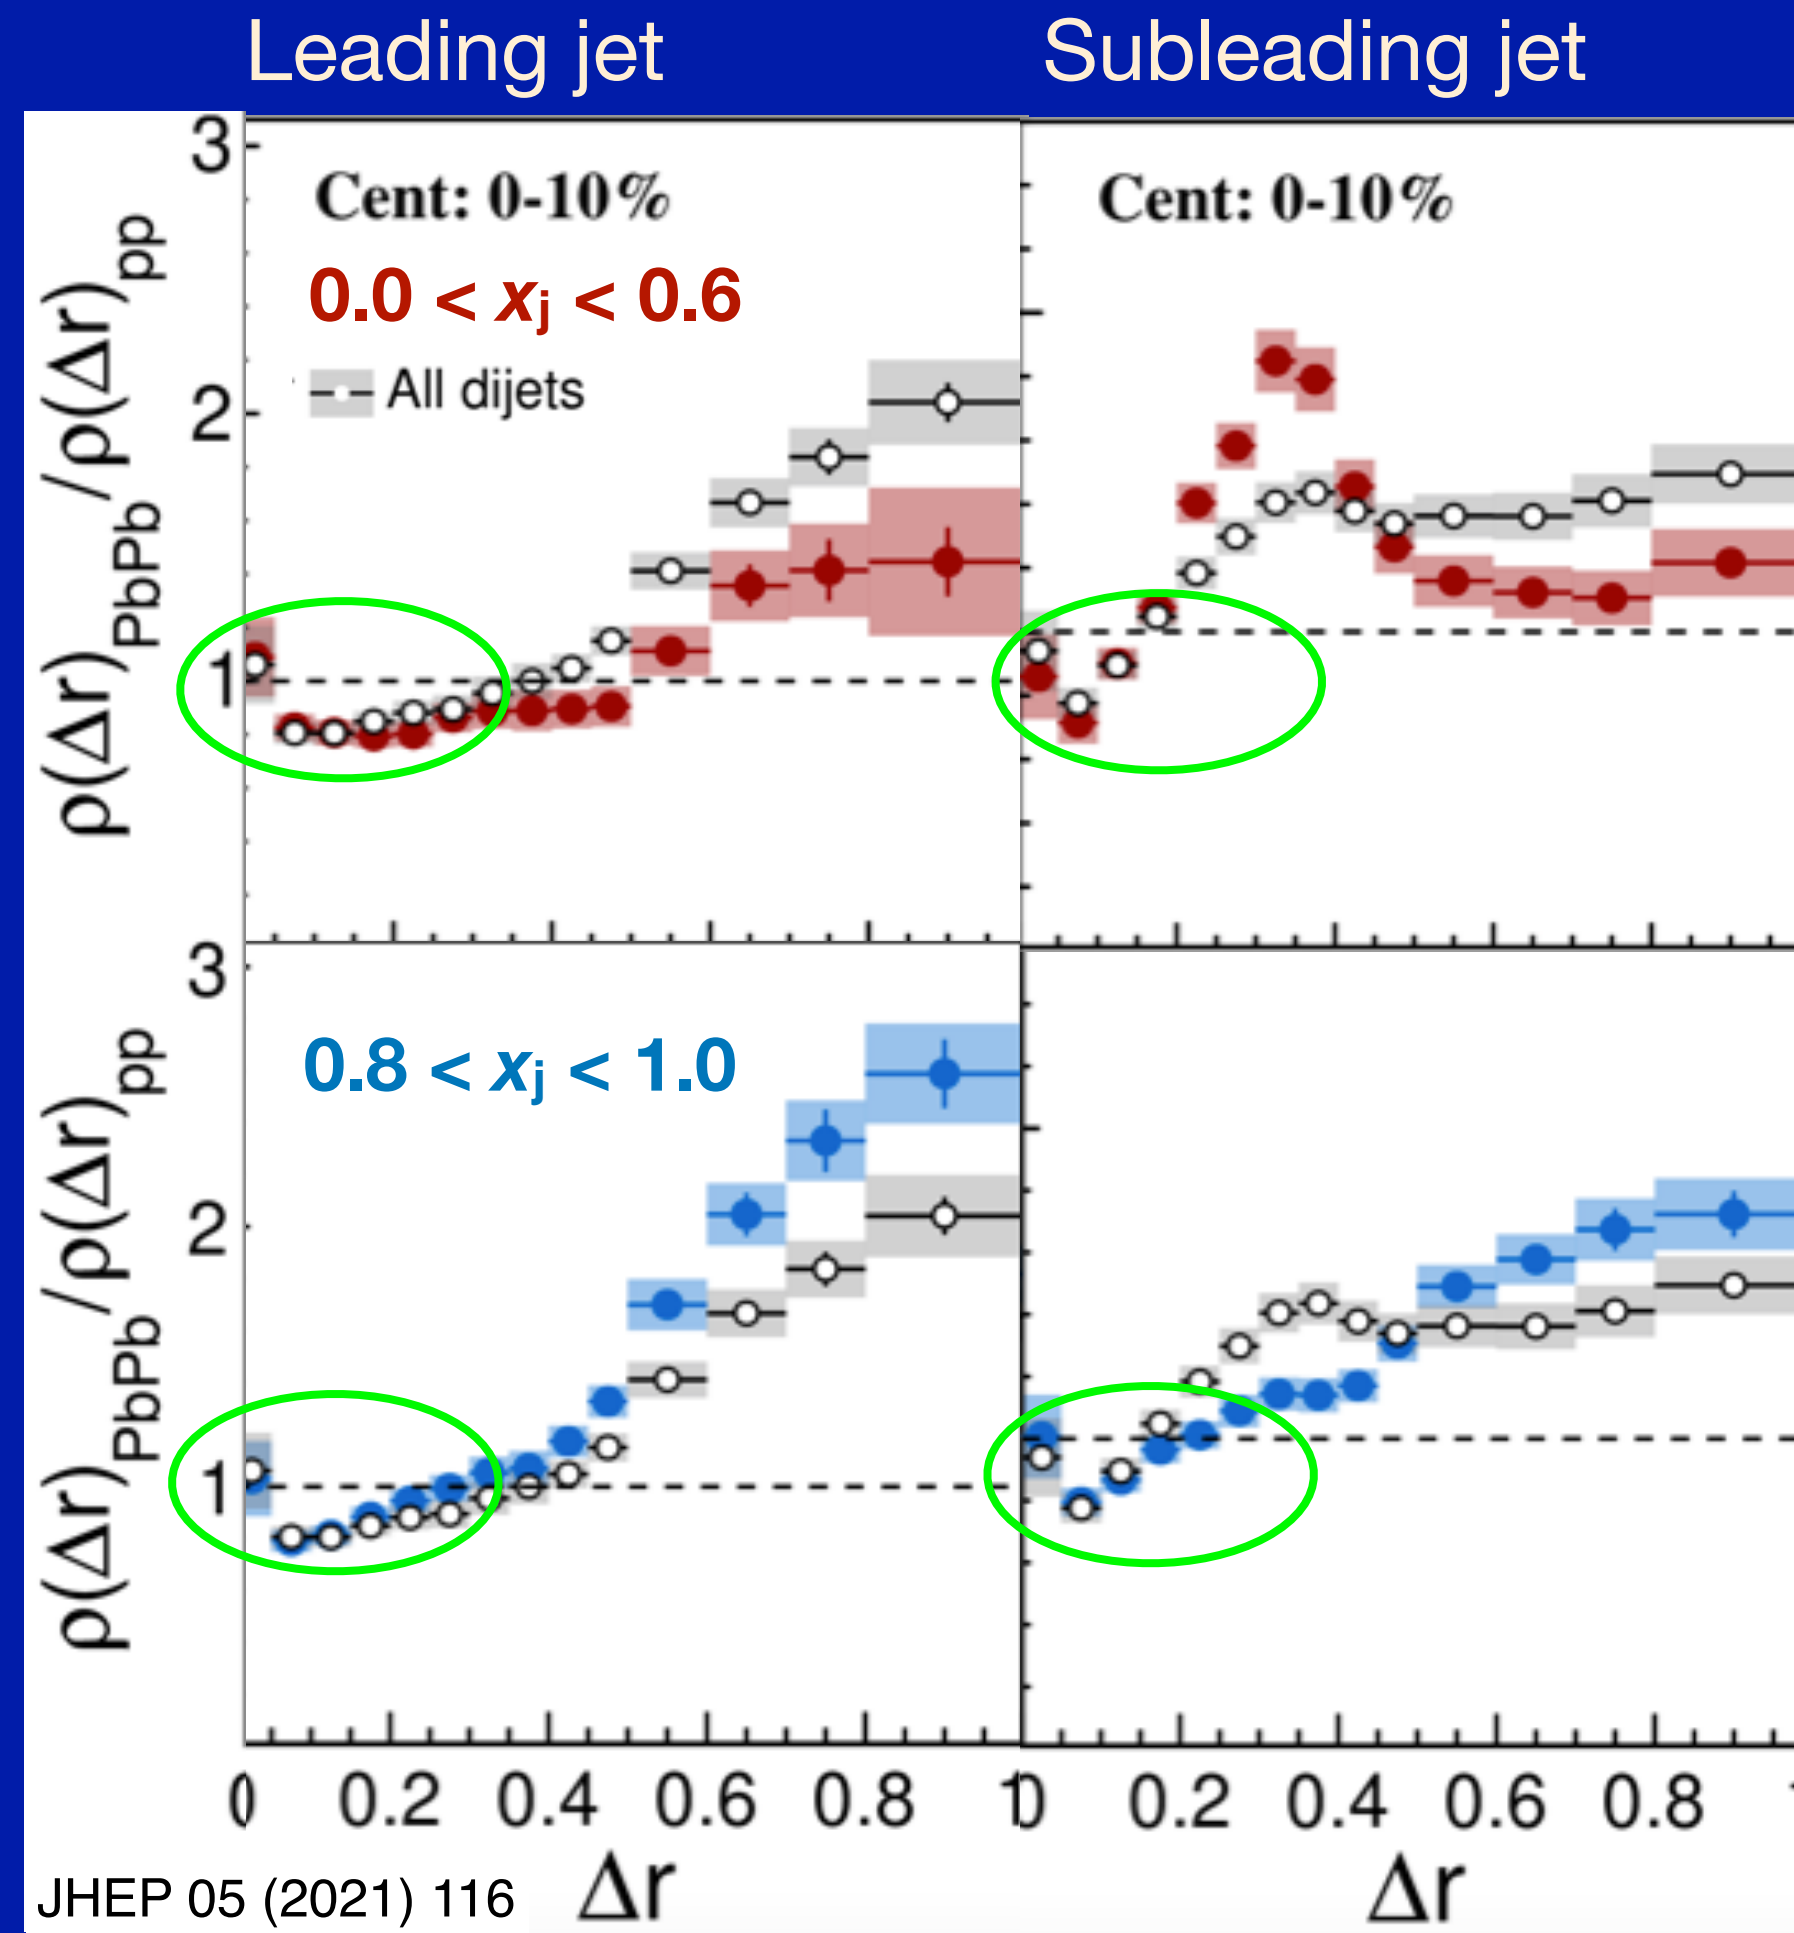 Leading jet
Subleading jet
3
Cent: 0-10%
0.0 < xj < 0.6
All dijets
2
1
ρ(Δr)PbPb/ρ(Δr)pp
Cent: 0-10%
3
0.8 < xj < 1.0
2
1
ρ(Δr)PbPb/ρ(Δr)pp
0 0.2 0.4 0.6 0.8 1
0 0.2 0.4 0.6 0.8
Δr
Δr
JHEP 05 (2021) 116